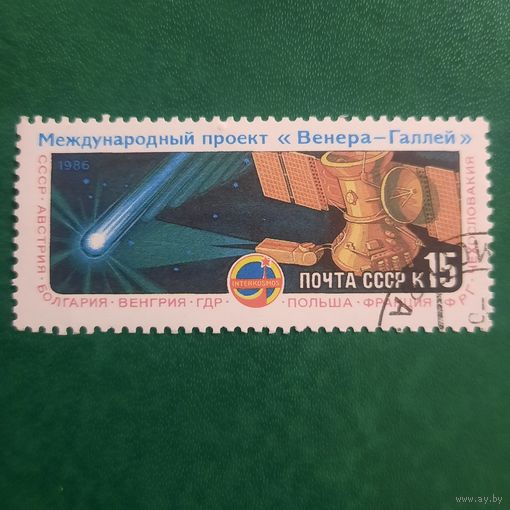 Международный проект « Венера–Галлей »
1986
СССР · АВСТРИЯ ·
БОЛГАРИЯ · ВЕНГРИЯ · ГДР ·
INTERKOSMOS
· ПОЛЬША · ФРАНЦИЯ · ФРГ · ЧЕХОСЛОВАКИЯ
ПОЧТА СССР К 15
А
© www.ay.by